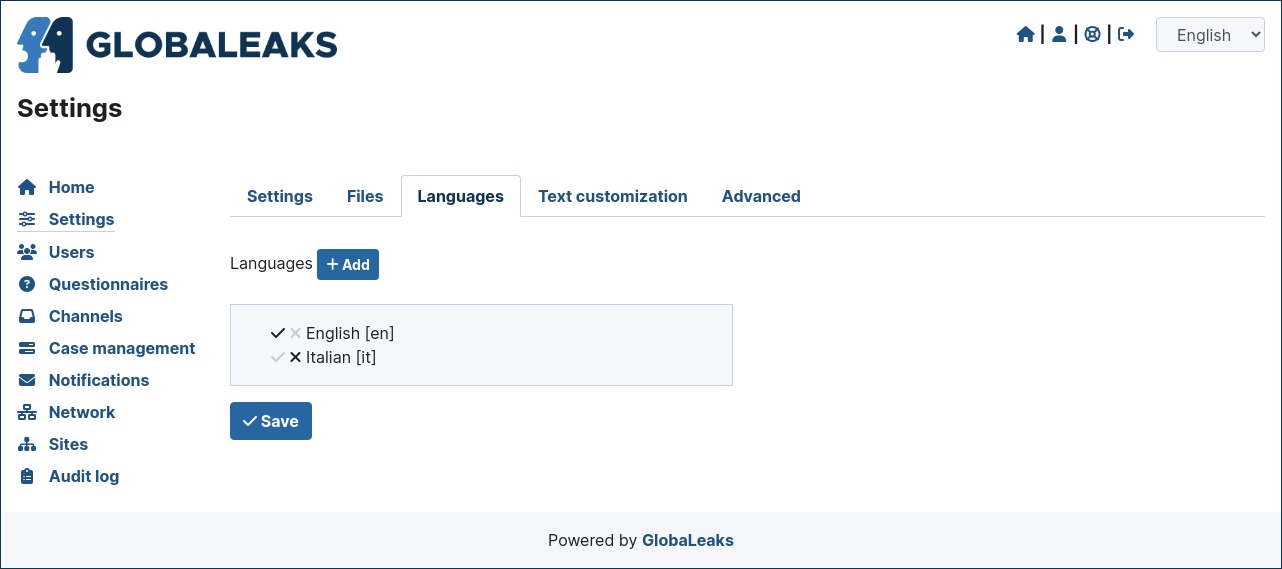 GLOBALEAKS
English
Settings
Home
Settings
Users
Questionnaires
Channels
Case management
Notifications
Network
Sites
Audit log
Settings Files Languages Text customization Advanced
Languages Add
English [en]
Italian [it]
Save
Powered by GlobaLeaks